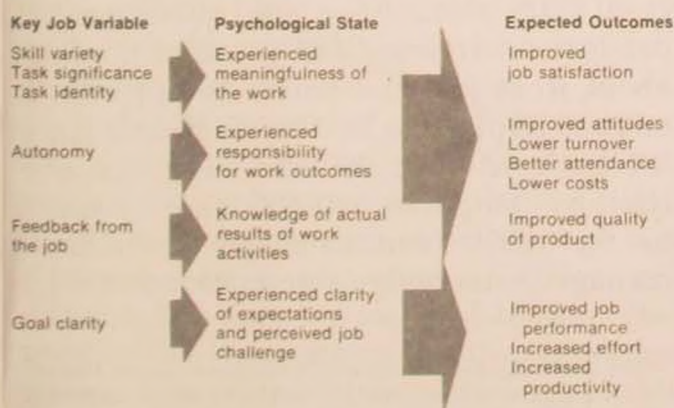 Key Job Variable
Psychological State
Expected Outcomes
Skill variety
Task significance
Task identity
Experienced
meaningfulness of
the work
Improved
job satisfaction
Autonomy
Experienced
responsibility
for work outcomes
Improved attitudes
Lower turnover
Better attendance
Lower costs
Feedback from
the job
Knowledge of actual
results of work
activities
Improved quality
of product
Goal clarity
Experienced clarity
of expectations
and perceived job
challenge
Improved job
performance
Increased effort
Increased
productivity